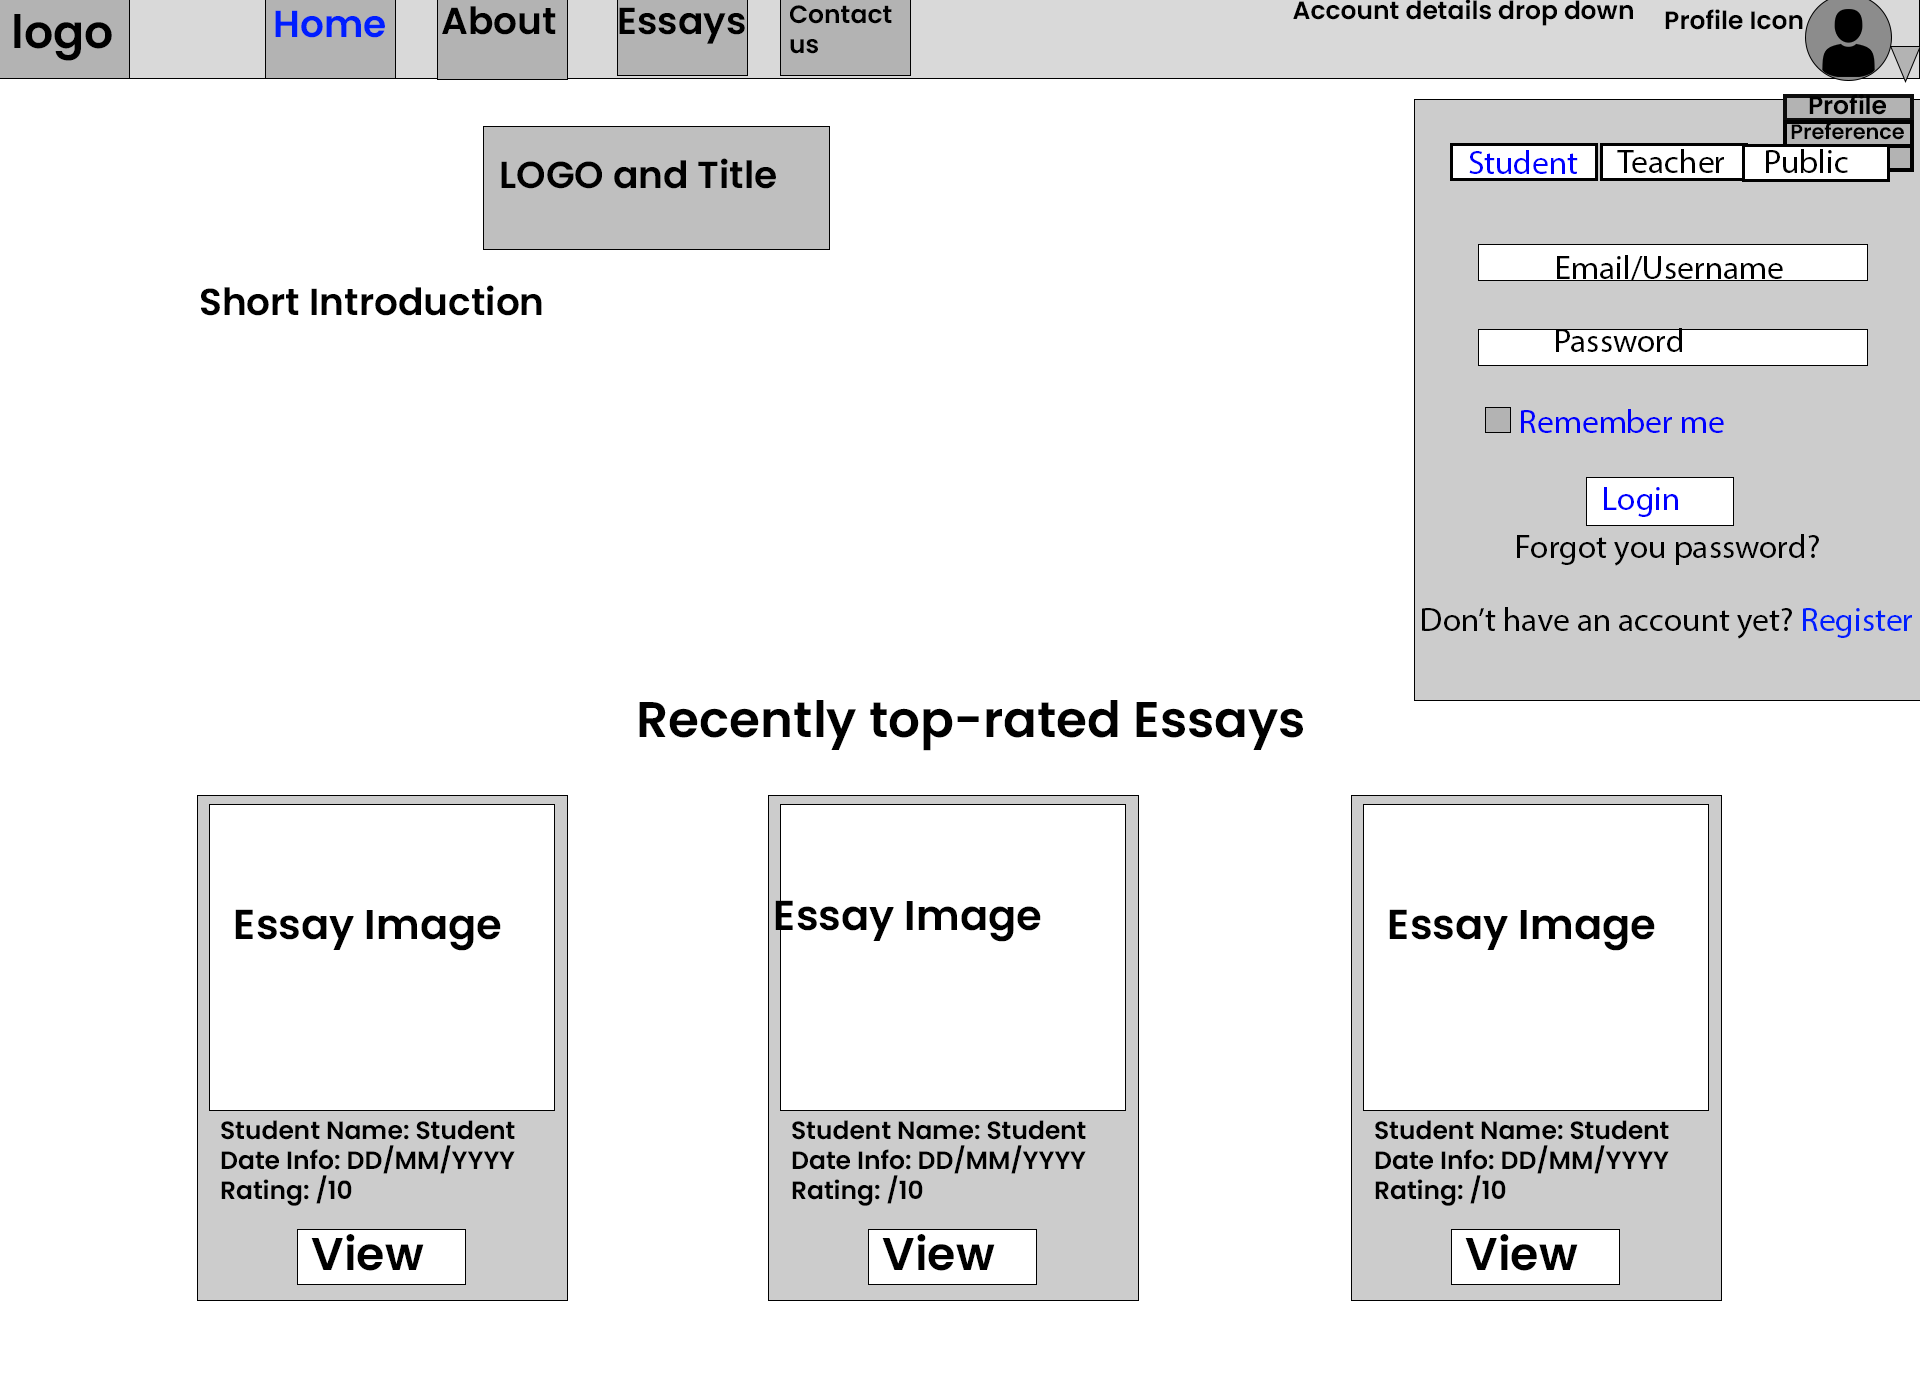 logo
Home
About
Essays
Contact
us
Account details drop down
Profile Icon
Profile
Preference
Student
Teacher
Public
LOGO and Title
Email/Username
Short Introduction
Password
Remember me
Login
Forgot you password?
Don’t have an account yet? Register
Recently top-rated Essays
Essay Image
Student Name: Student
Date Info: DD/MM/YYYY
Rating: /10
View
Essay Image
Student Name: Student
Date Info: DD/MM/YYYY
Rating: /10
View
Essay Image
Student Name: Student
Date Info: DD/MM/YYYY
Rating: /10
View